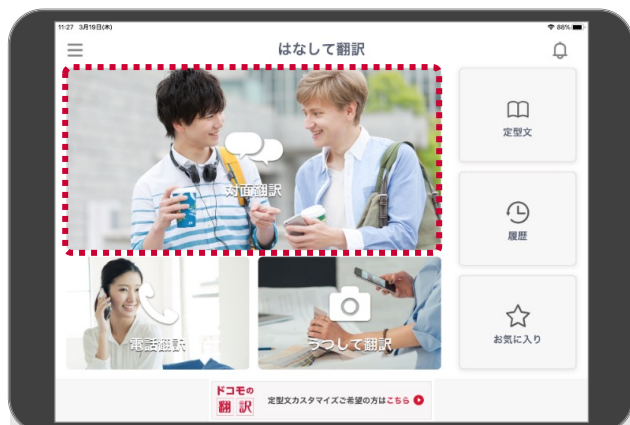 11:27 3月19日(木)
88%
はなして翻訳
対面翻訳
定型文
履歴
電話翻訳
うつして翻訳
お気に入り
ドコモの
翻訳
定型文カスタマイズご希望の方はこちら